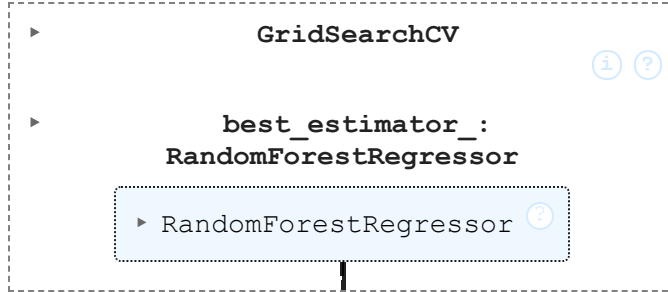 ▸ GridSearchCV
i ?
▸ best_estimator_:
RandomForestRegressor
▸ RandomForestRegressor ?